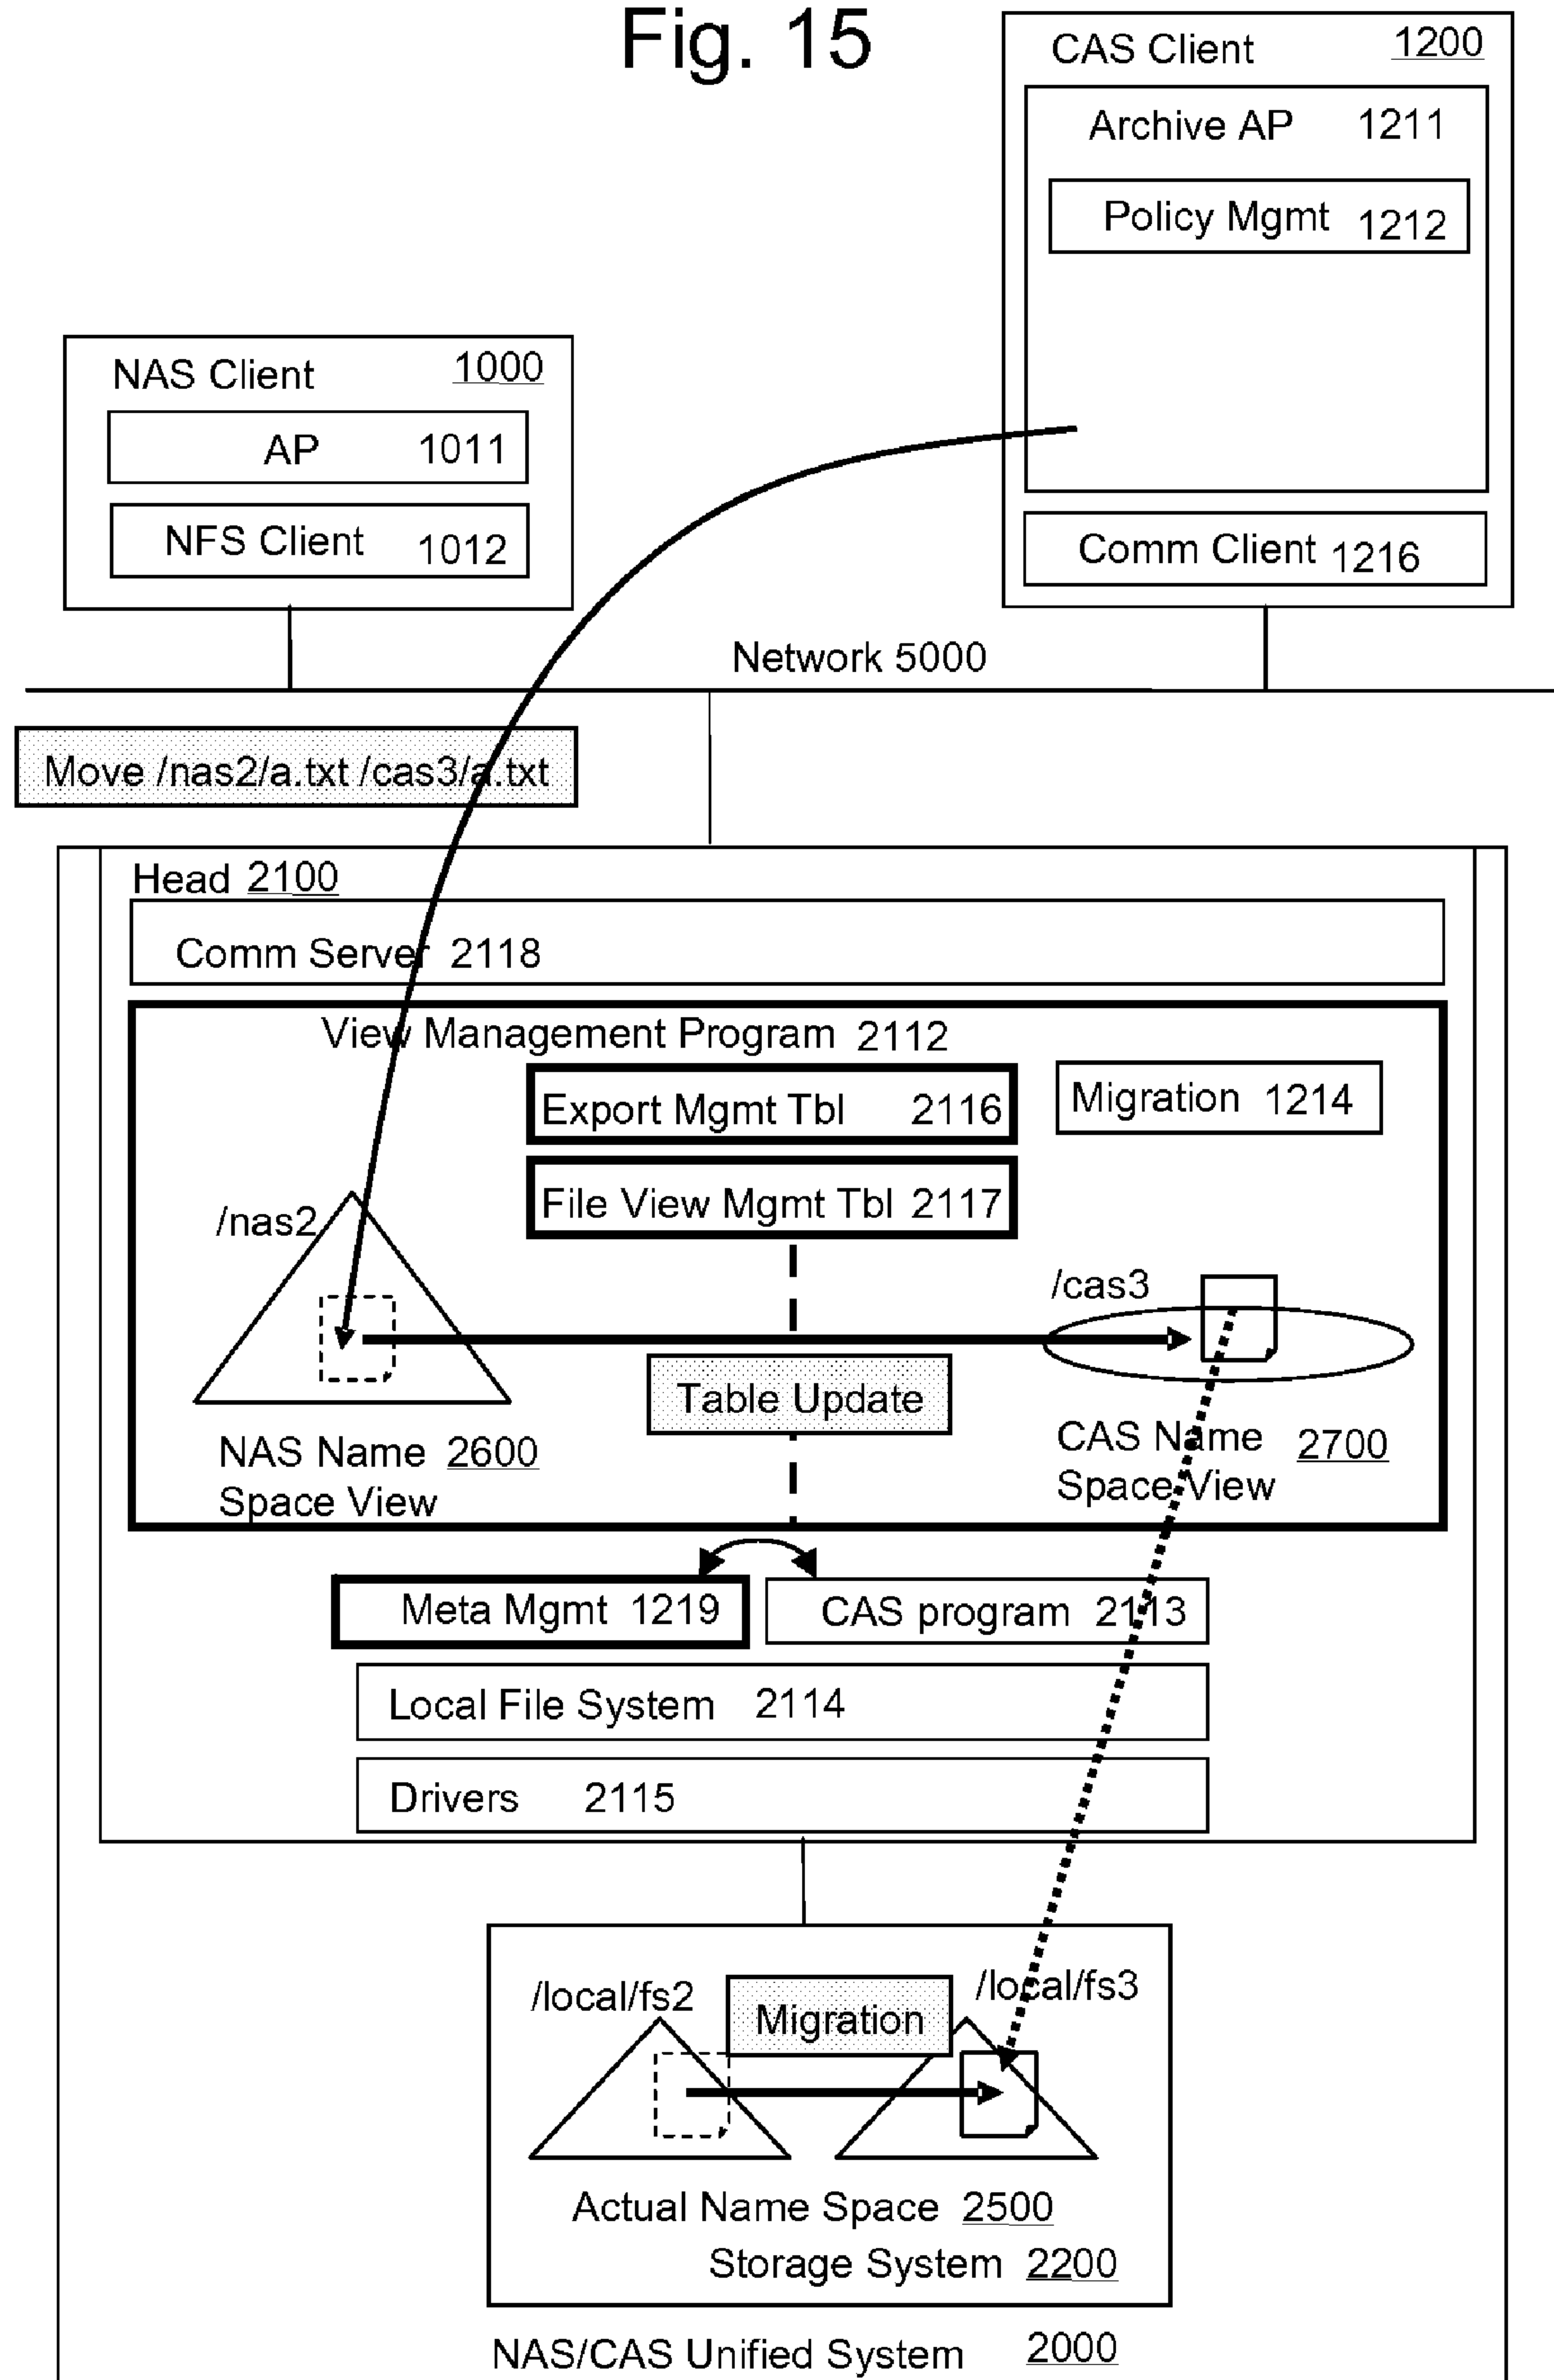 Fig. 15
CAS Client 1200
Archive AP 1211
Policy Mgmt 1212
NAS Client 1000
AP 1011
NFS Client 1012
Comm Client 1216
Network 5000
Move /nas2/a.txt /cas3/a.txt
Head 2100
Comm Server 2118
View Management Program 2112
Export Mgmt Tbl 2116
Migration 1214
File View Mgmt Tbl 2117
/nas2
/cas3
Table Update
NAS Name 2600
Space View
CAS Name 2700
Space View
Meta Mgmt 1219
CAS program 2113
Local File System 2114
Drivers 2115
/local/fs2
Migration
/local/fs3
Actual Name Space 2500
Storage System 2200
NAS/CAS Unified System 2000